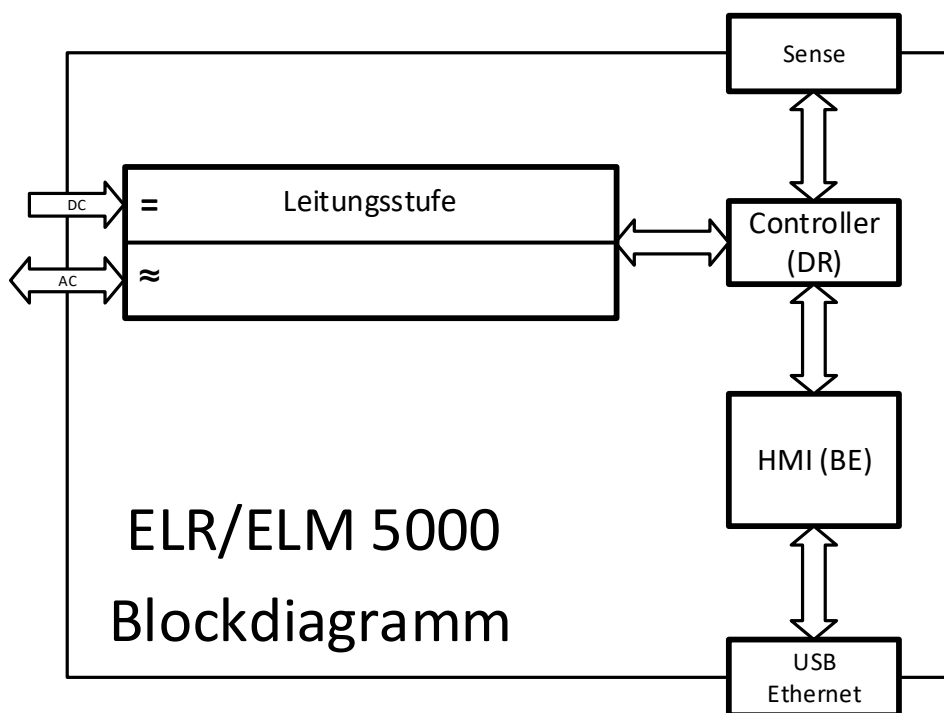 Sense
DC
=
Leitungsstufe
Controller
(DR)
AC
≈
HMI (BE)
ELR/ELM 5000
Blockdiagramm
USB
Ethernet